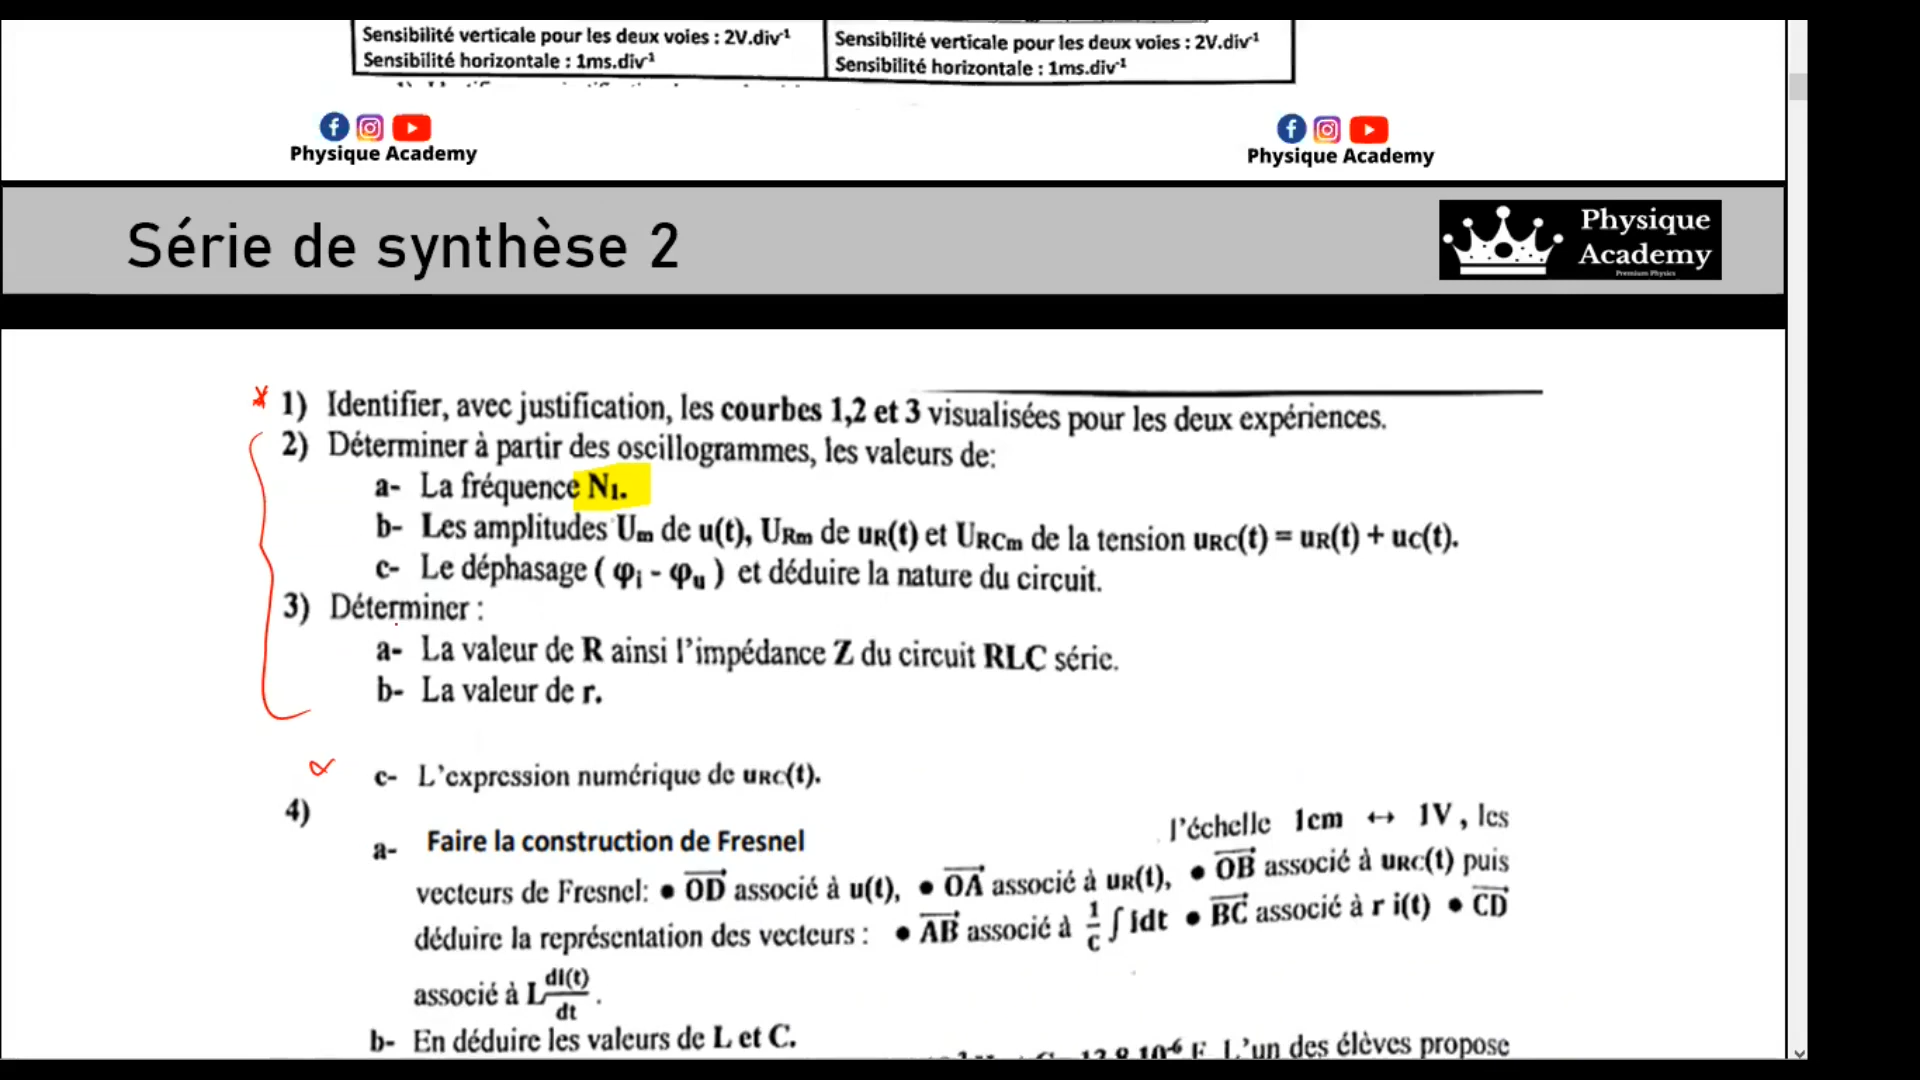 Sensibilité verticale pour les deux voies : 2V.div⁻¹
Sensibilité horizontale : 1ms.div⁻¹
Sensibilité verticale pour les deux voies : 2V.div⁻¹
Sensibilité horizontale : 1ms.div⁻¹
Physique Academy
Physique Academy
Série de synthèse 2
Physique
Academy
Premium Physics
1) Identifier, avec justification, les courbes 1,2 et 3 visualisées pour les deux expériences.
2) Déterminer à partir des oscillogrammes, les valeurs de:
a- La fréquence N₁.
b- Les amplitudes Um de u(t), URm de uR(t) et URCm de la tension uRC(t) = uR(t) + uC(t).
c- Le déphasage ( φi - φu ) et déduire la nature du circuit.
3) Déterminer :
a- La valeur de R ainsi l'impédance Z du circuit RLC série.
b- La valeur de r.
c- L'expression numérique de uRC(t).
4)
a- Faire la construction de Fresnel l'échelle 1cm ↔ 1V, les
vecteurs de Fresnel: ● OD associé à u(t), ● OA associé à uR(t), ● OB associé à uRC(t) puis
déduire la représentation des vecteurs : ● AB associé à 1/C ∫ idt ● BC associé à r i(t) ● CD
associé à L di(t)/dt .
b- En déduire les valeurs de L et C.
10⁻⁶ F. L'un des élèves propose